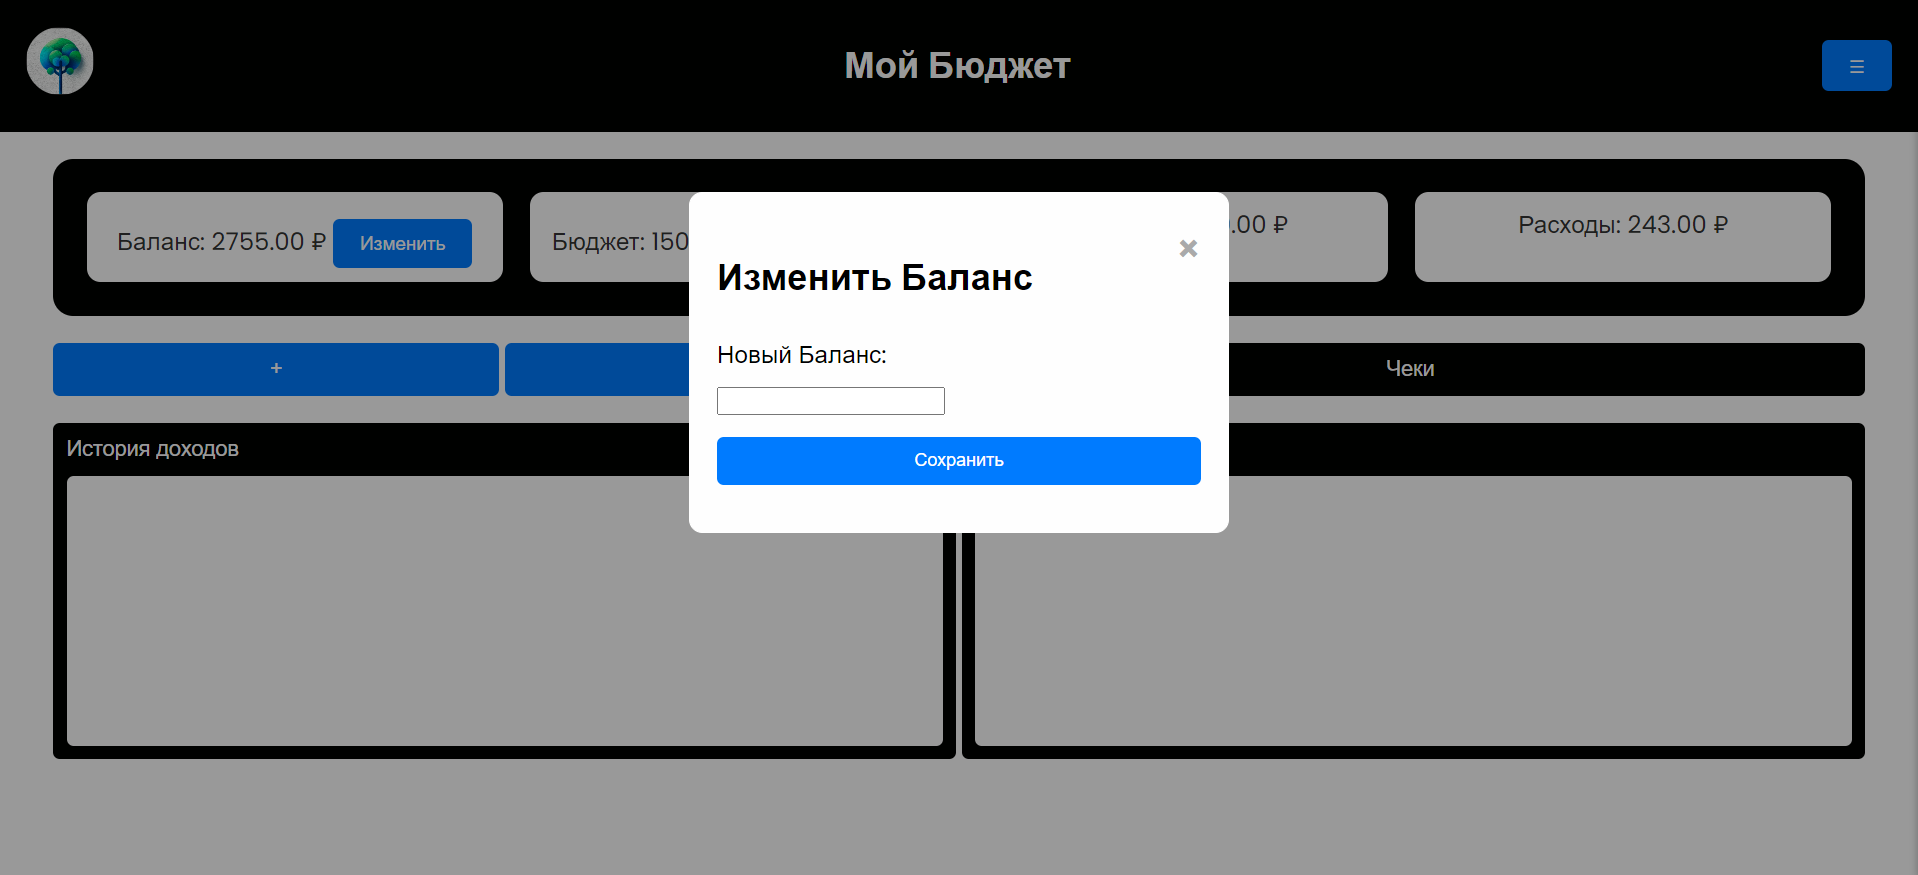 Мой Бюджет
☰
Баланс: 2755.00 ₽ Изменить
Бюджет: 150
.00 ₽
Расходы: 243.00 ₽
×
Изменить Баланс
Новый Баланс:
Сохранить
+
Чеки
История доходов